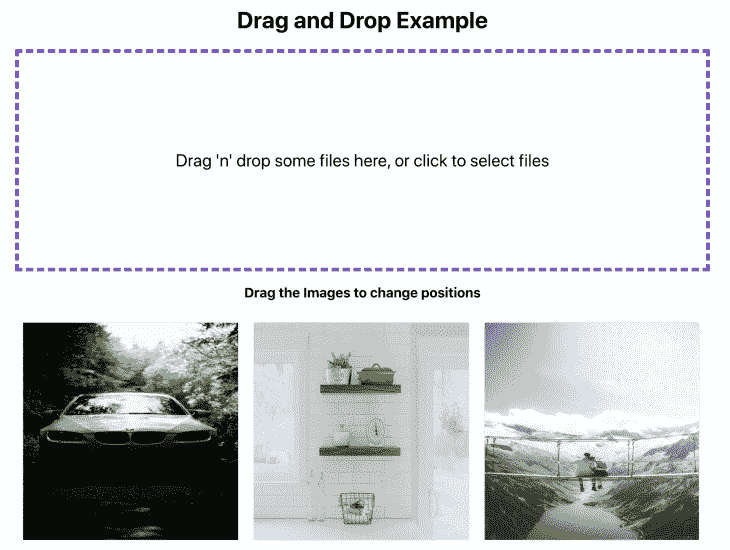 Drag and Drop Example
Drag 'n' drop some files here, or click to select files
Drag the Images to change positions